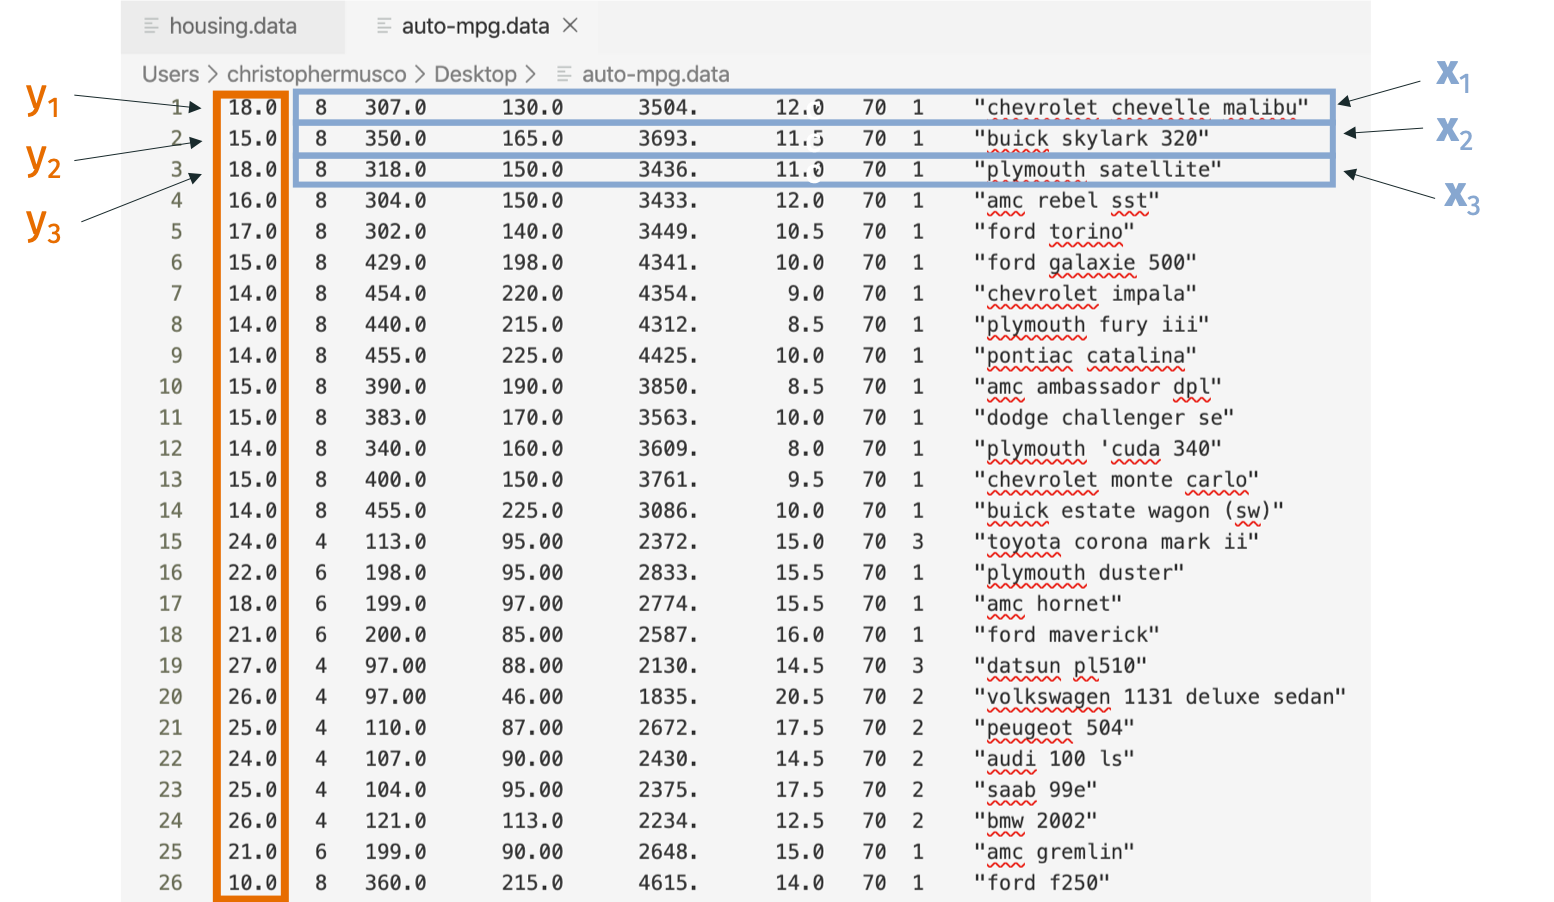 housing.data auto-mpg.data
Users > christophermusco > Desktop > auto-mpg.data
y1 1 18.0 8 307.0 130.0 3504. 12.0 70 1 "chevrolet chevelle malibu" x1
2 15.0 8 350.0 165.0 3693. 11.5 70 1 "buick skylark 320" x2
y2 3 18.0 8 318.0 150.0 3436. 11.0 70 1 "plymouth satellite" x3
y3 4 16.0 8 304.0 150.0 3433. 12.0 70 1 "amc rebel sst"
5 17.0 8 302.0 140.0 3449. 10.5 70 1 "ford torino"
6 15.0 8 429.0 198.0 4341. 10.0 70 1 "ford galaxie 500"
7 14.0 8 454.0 220.0 4354. 9.0 70 1 "chevrolet impala"
8 14.0 8 440.0 215.0 4312. 8.5 70 1 "plymouth fury iii"
9 14.0 8 455.0 225.0 4425. 10.0 70 1 "pontiac catalina"
10 15.0 8 390.0 190.0 3850. 8.5 70 1 "amc ambassador dpl"
11 15.0 8 383.0 170.0 3563. 10.0 70 1 "dodge challenger se"
12 14.0 8 340.0 160.0 3609. 8.0 70 1 "plymouth 'cuda 340"
13 15.0 8 400.0 150.0 3761. 9.5 70 1 "chevrolet monte carlo"
14 14.0 8 455.0 225.0 3086. 10.0 70 1 "buick estate wagon (sw)"
15 24.0 4 113.0 95.00 2372. 15.0 70 3 "toyota corona mark ii"
16 22.0 6 198.0 95.00 2833. 15.5 70 1 "plymouth duster"
17 18.0 6 199.0 97.00 2774. 15.5 70 1 "amc hornet"
18 21.0 6 200.0 85.00 2587. 16.0 70 1 "ford maverick"
19 27.0 4 97.00 88.00 2130. 14.5 70 3 "datsun pl510"
20 26.0 4 97.00 46.00 1835. 20.5 70 2 "volkswagen 1131 deluxe sedan"
21 25.0 4 110.0 87.00 2672. 17.5 70 2 "peugeot 504"
22 24.0 4 107.0 90.00 2430. 14.5 70 2 "audi 100 ls"
23 25.0 4 104.0 95.00 2375. 17.5 70 2 "saab 99e"
24 26.0 4 121.0 113.0 2234. 12.5 70 2 "bmw 2002"
25 21.0 6 199.0 90.00 2648. 15.0 70 1 "amc gremlin"
26 10.0 8 360.0 215.0 4615. 14.0 70 1 "ford f250"